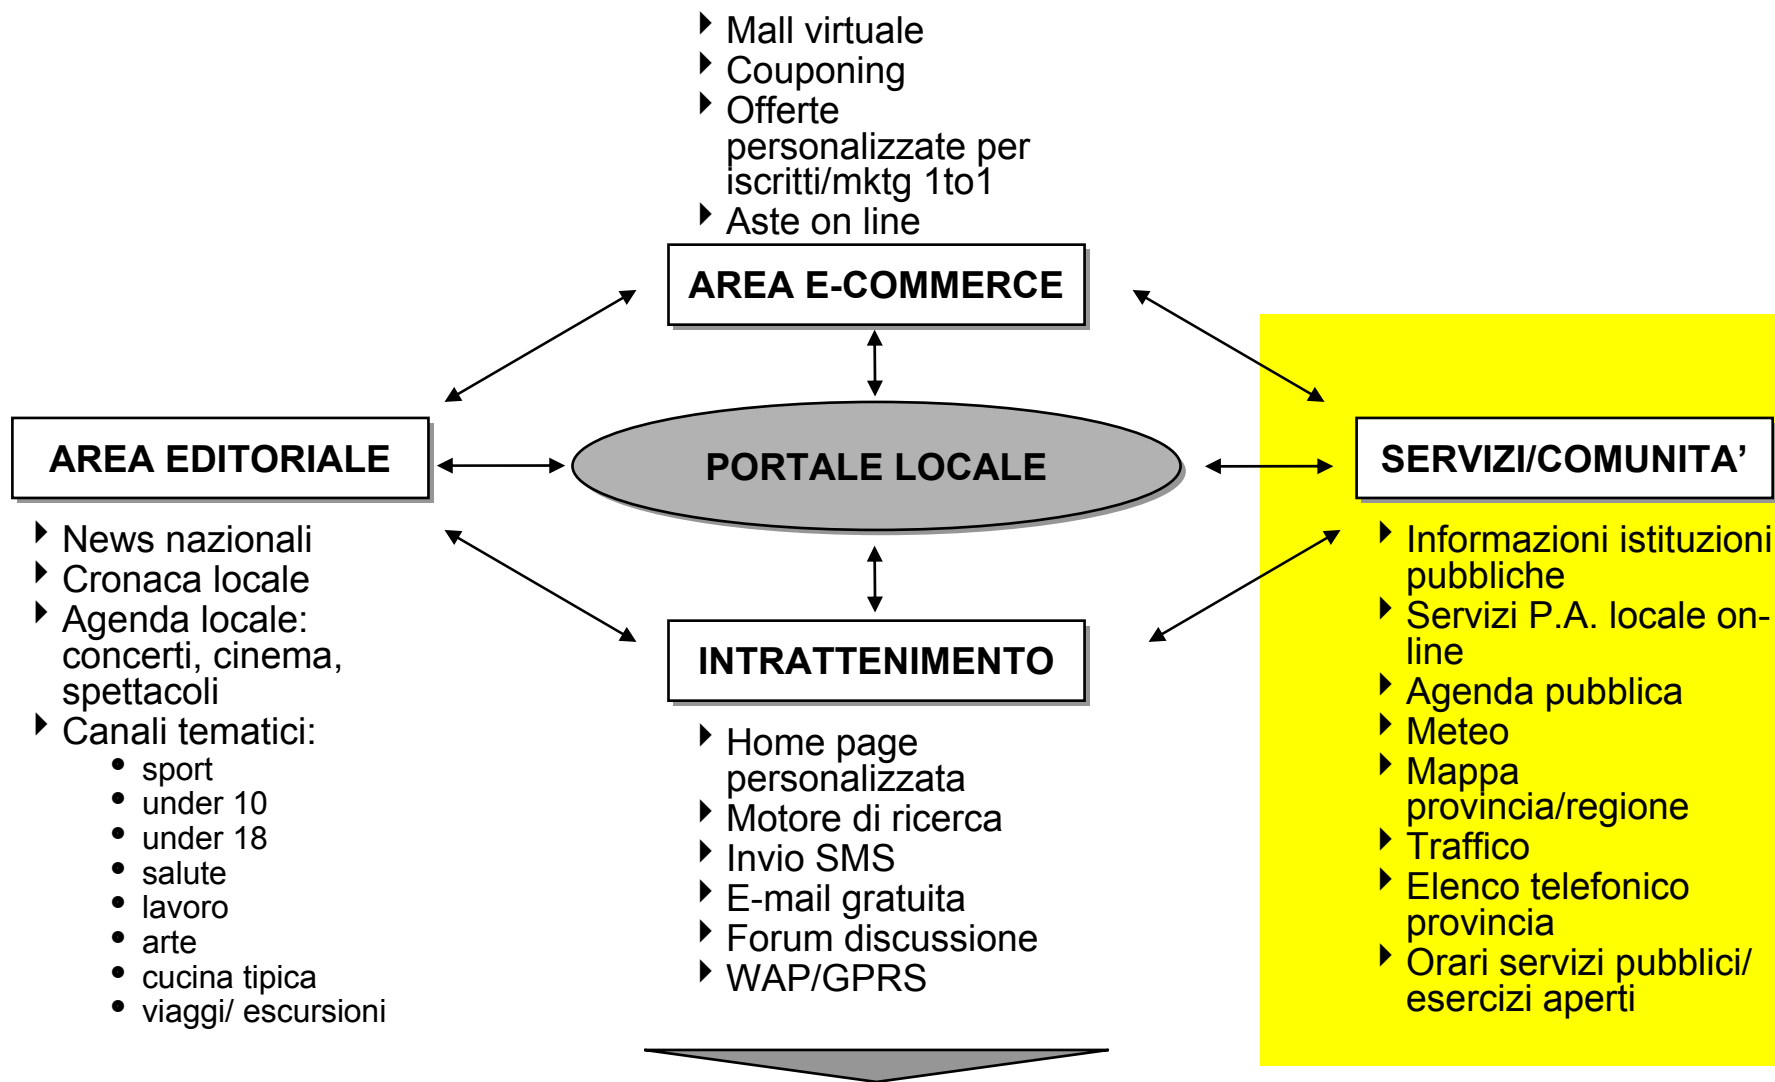 Mall virtuale
Couponing
Offerte
personalizzate per
iscritti/mktg 1to1
Aste on line
AREA E-COMMERCE
AREA EDITORIALE
PORTALE LOCALE
SERVIZI/COMUNITA’
News nazionali
Cronaca locale
Agenda locale:
concerti, cinema,
spettacoli
Canali tematici:
• sport
• under 10
• under 18
• salute
• lavoro
• arte
• cucina tipica
• viaggi/ escursioni
INTRATTENIMENTO
Home page
personalizzata
Motore di ricerca
Invio SMS
E-mail gratuita
Forum discussione
WAP/GPRS
Informazioni istituzioni
pubbliche
Servizi P.A. locale on-
line
Agenda pubblica
Meteo
Mappa
provincia/regione
Traffico
Elenco telefonico
provincia
Orari servizi pubblici/
esercizi aperti